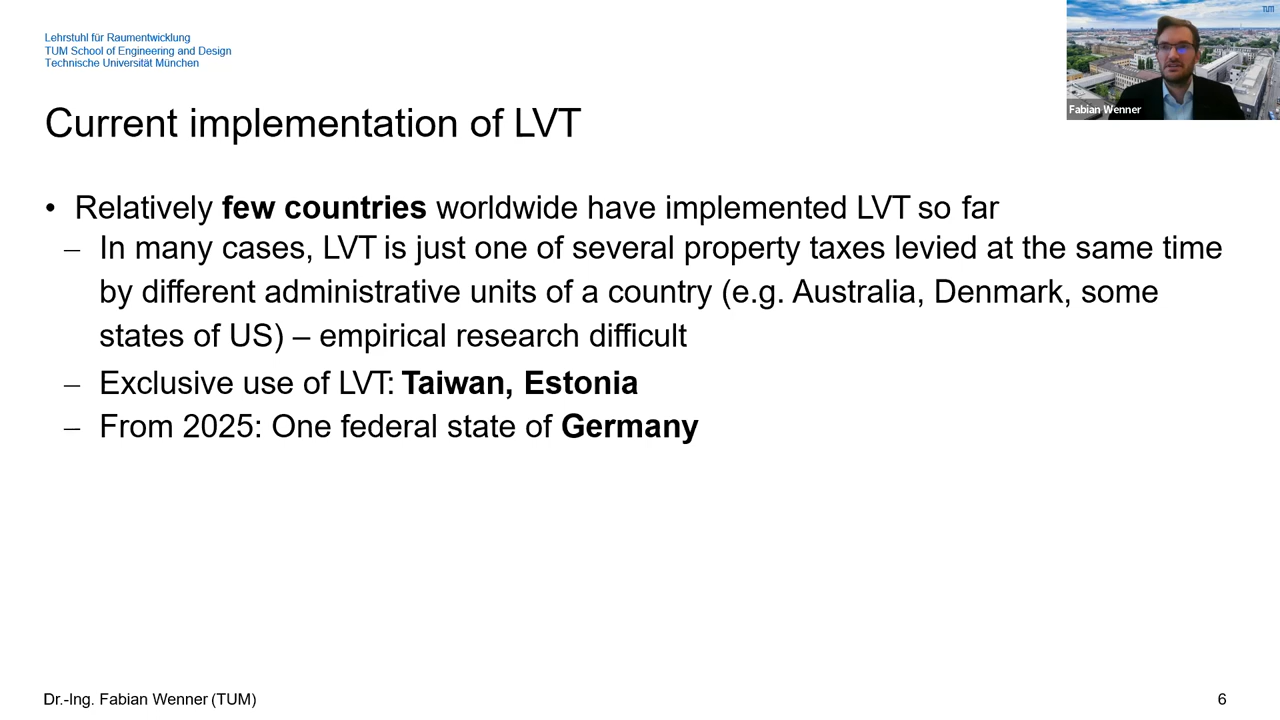 Lehrstuhl für Raumentwicklung
TUM School of Engineering and Design
Technische Universität München
TUM
Fabian Wenner
Current implementation of LVT
• Relatively few countries worldwide have implemented LVT so far
– In many cases, LVT is just one of several property taxes levied at the same time
by different administrative units of a country (e.g. Australia, Denmark, some
states of US) – empirical research difficult
– Exclusive use of LVT: Taiwan, Estonia
– From 2025: One federal state of Germany
Dr.-Ing. Fabian Wenner (TUM)
6